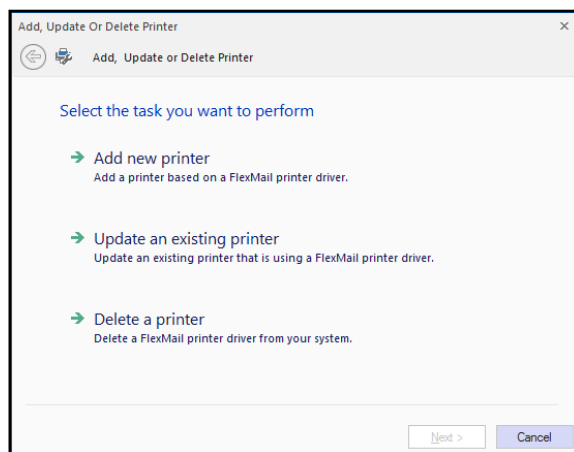 Add, Update Or Delete Printer
Add, Update or Delete Printer
Select the task you want to perform
Add new printer
Add a printer based on a FlexMail printer driver.
Update an existing printer
Update an existing printer that is using a FlexMail printer driver.
Delete a printer
Delete a FlexMail printer driver from your system.
Next > Cancel